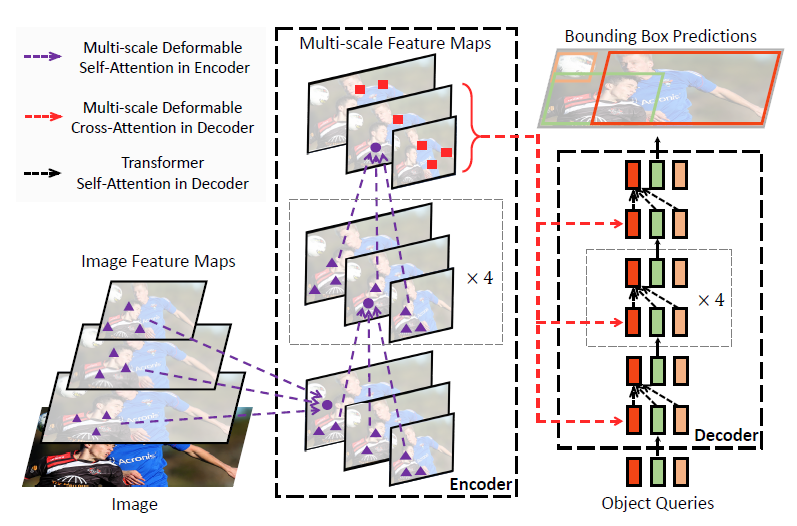 Multi-scale Deformable
Self-Attention in Encoder
Multi-scale Deformable
Cross-Attention in Decoder
Transformer
Self-Attention in Decoder
Multi-scale Feature Maps
Bounding Box Predictions
Acronis
× 4
× 4
Image Feature Maps
Acronis
Image
Encoder
Decoder
Object Queries